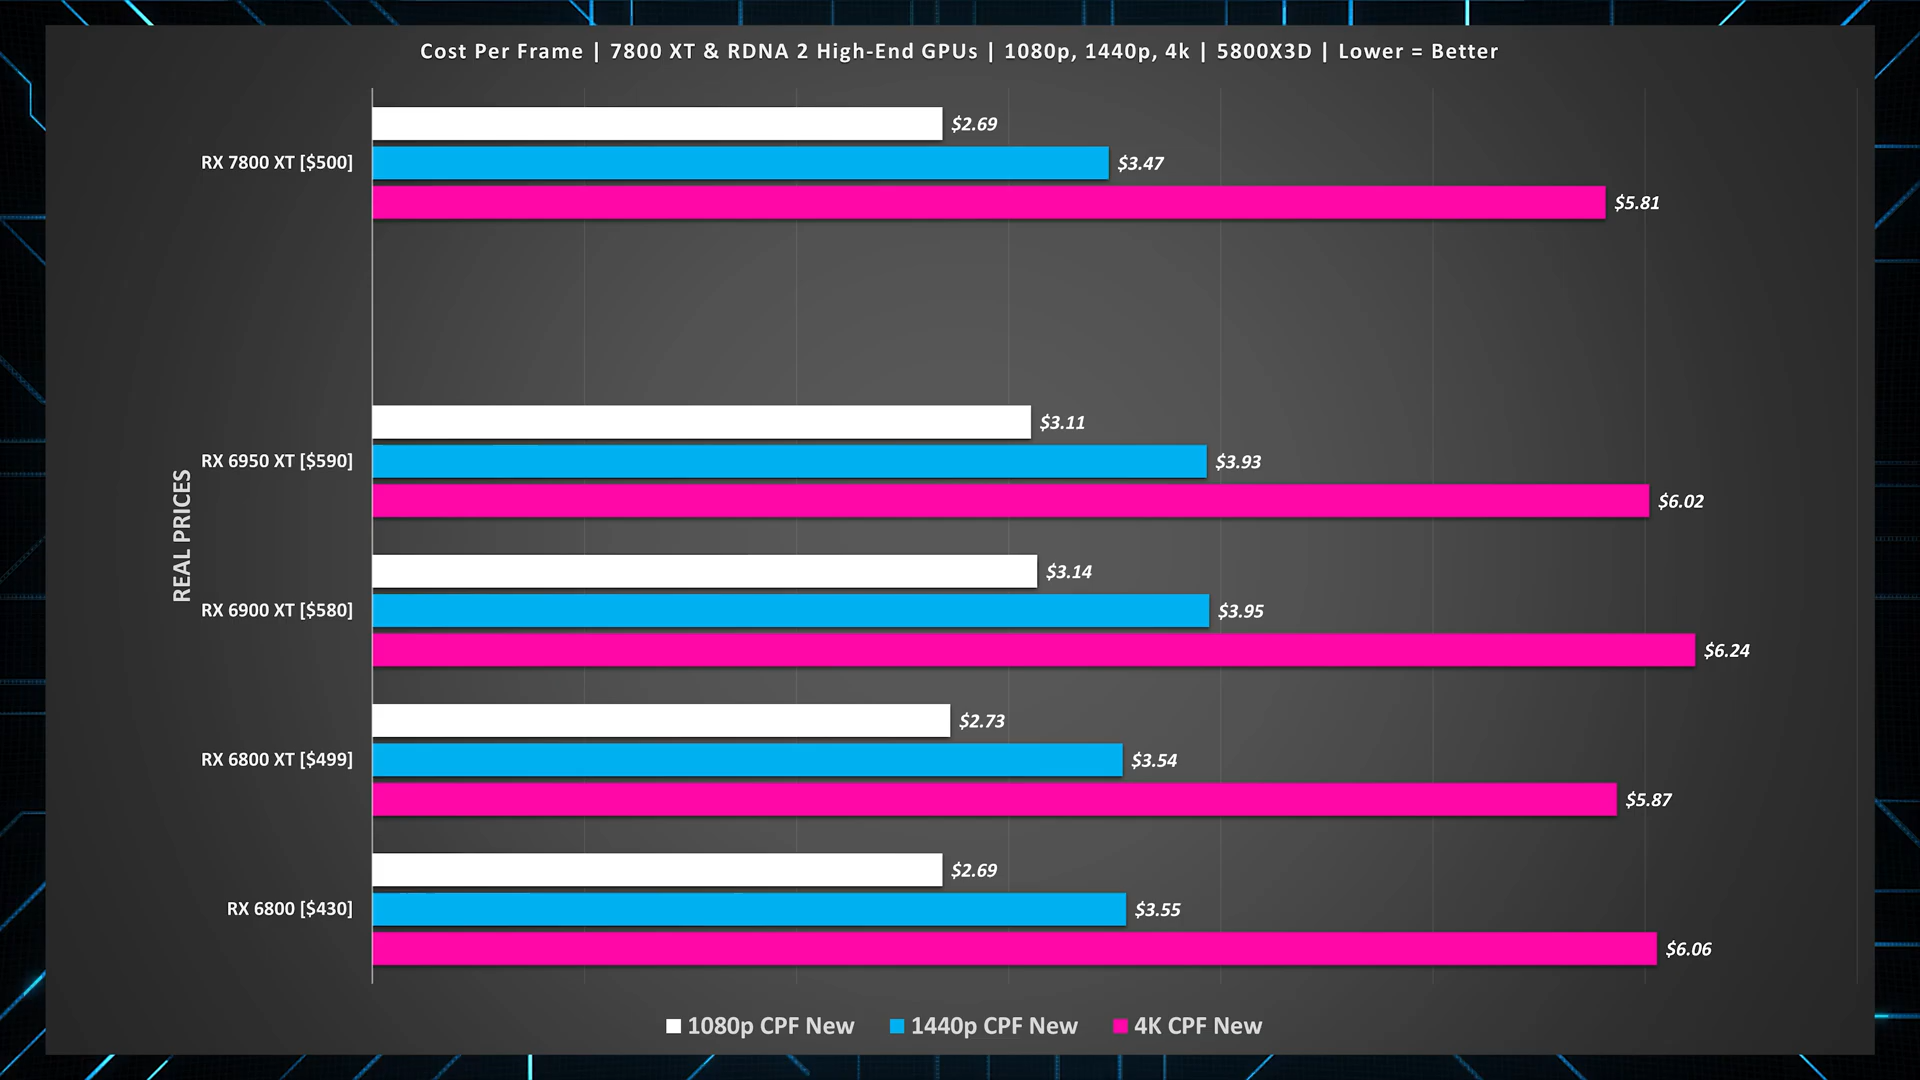 Cost Per Frame | 7800 XT & RDNA 2 High-End GPUs | 1080p, 1440p, 4k | 5800X3D | Lower = Better
$2.69
RX 7800 XT [$500]
$3.47
$5.81
REAL PRICES
$3.11
RX 6950 XT [$590]
$3.93
$6.02
$3.14
RX 6900 XT [$580]
$3.95
$6.24
$2.73
RX 6800 XT [$499]
$3.54
$5.87
$2.69
RX 6800 [$430]
$3.55
$6.06
1080p CPF New
1440p CPF New
4K CPF New